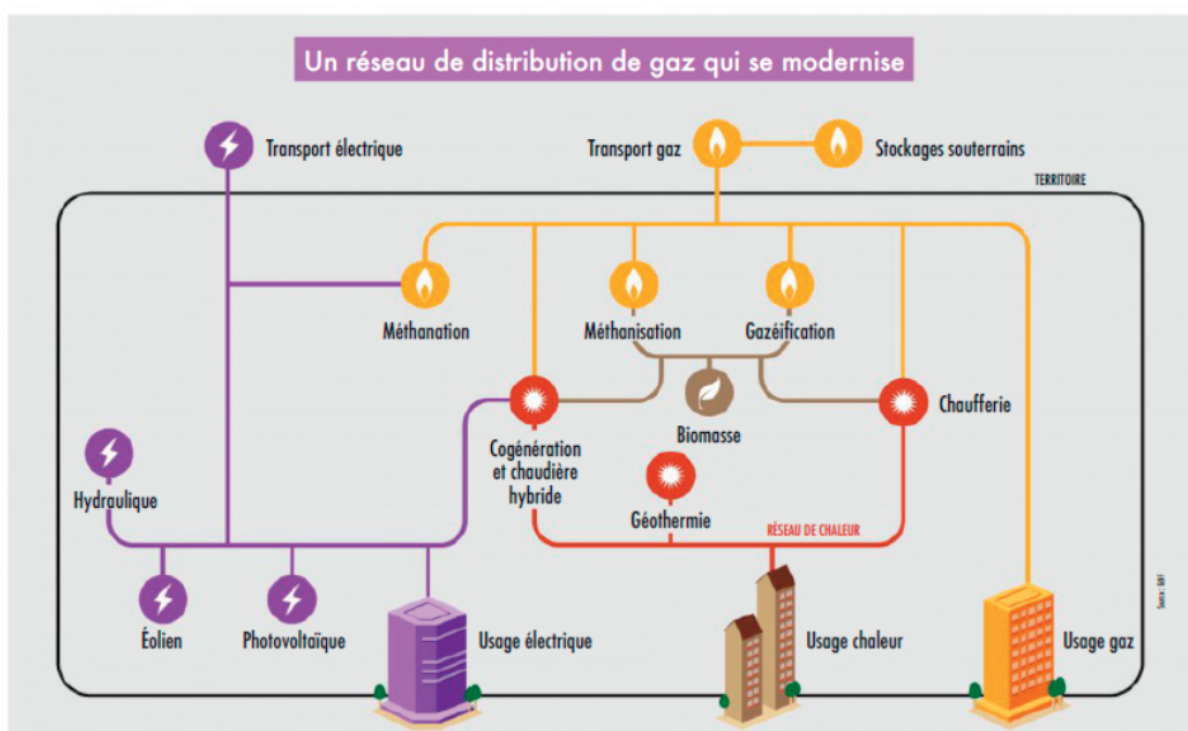 Un réseau de distribution de gaz qui se modernise
Transport électrique
Transport gaz
Stockages souterrains
TERRITOIRE
Méthanation
Méthanisation
Gazéification
Chaufferie
Biomasse
Cogénération
et chaudière
hybride
Hydraulique
Géothermie
RÉSEAU DE CHALEUR
Éolien
Photovoltaïque
Usage électrique
Usage chaleur
Usage gaz